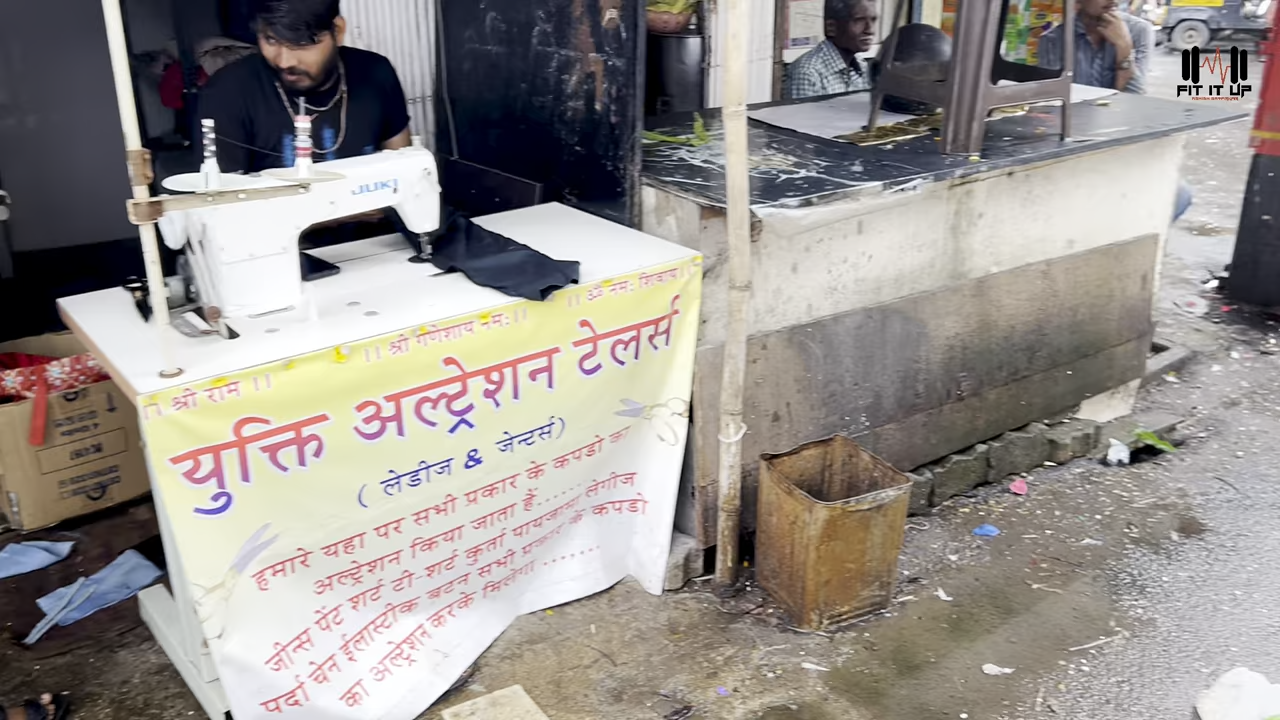 FIT IT UP
JUKI
।। श्री राम ।। ।। श्री गणेशाय नमः।। ।। ॐ नमः शिवाय ।।
युक्ति अल्ट्रेशन टेलर्स
( लेडीज & जेन्टर्स)
हमारे यहा पर सभी प्रकार के कपडो का
अल्ट्रेशन किया जाता हैं......
जीन्स पेंट शर्ट टी-शर्ट कुर्ता पायजामा लेगीज
पर्दा चेन ईलास्टीक बटन सभी प्रकार के कपडो
का अल्ट्रेशन करके मिलेगा ........